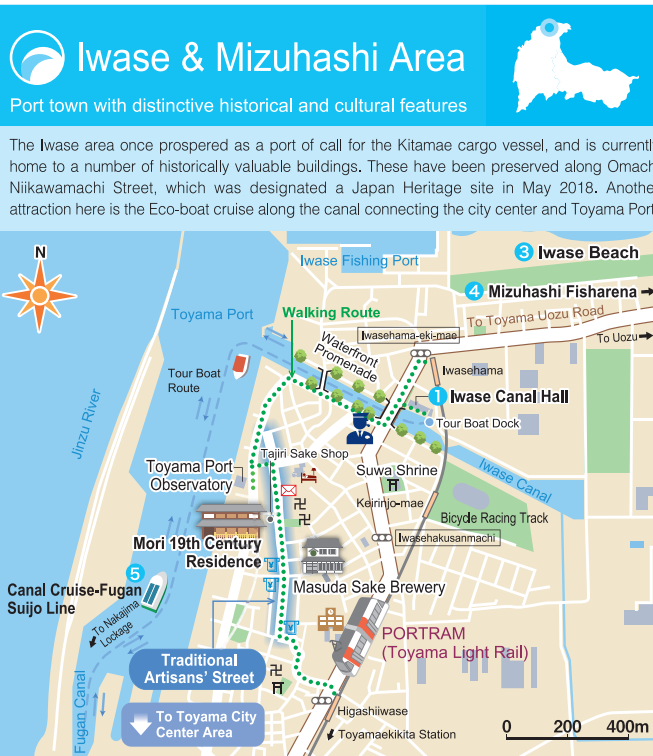 Iwase & Mizuhashi Area
Port town with distinctive historical and cultural features
The Iwase area once prospered as a port of call for the Kitamae cargo vessel, and is currentl
home to a number of historically valuable buildings. These have been preserved along Omach
Niikawamachi Street, which was designated a Japan Heritage site in May 2018. Anothe
attraction here is the Eco-boat cruise along the canal connecting the city center and Toyama Port
N
Iwase Fishing Port
3 Iwase Beach
4 Mizuhashi Fisharena
Toyama Port
Walking Route
To Toyama Uozu Road
To Uozu
Iwasehama-eki-mae
Waterfront
Promenade
Tour Boat
Route
Iwasehama
1 Iwase Canal Hall
Tour Boat Dock
Jinzu River
Tajiri Sake Shop
Toyama Port
Observatory
Suwa Shrine
Iwase Canal
Keirinjo-mae
Bicycle Racing Track
Mori 19th Century
Residence
Iwasehakusanmachi
5
Canal Cruise-Fugan
Suijo Line
Masuda Sake Brewery
To Nakajima
Lockage
PORTRAM
(Toyama Light Rail)
Traditional
Artisans' Street
Fugan Canal
To Toyama City
Center Area
Higashiiwase
Toyamaekikita Station
0 200 400m